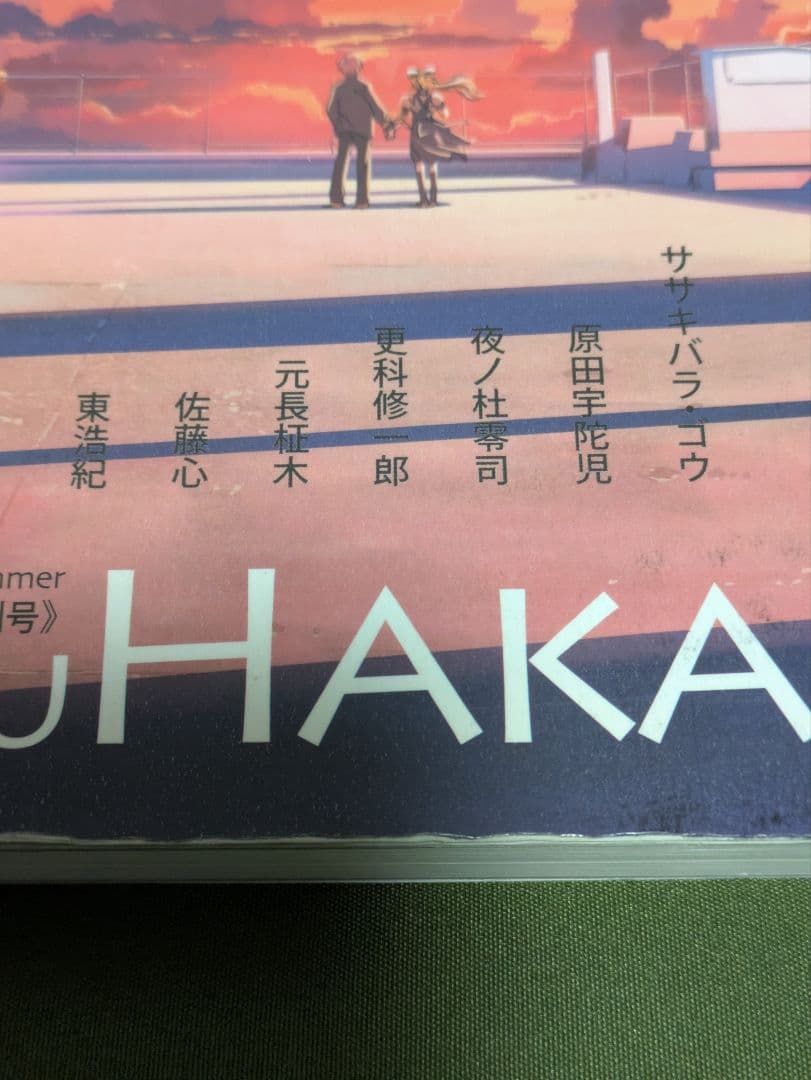 ササキバラ・ゴウ
原田宇陀児
夜ノ杜零司
更科修一郎
元長柾木
佐藤心
東浩紀
mmer
号》
HAKA